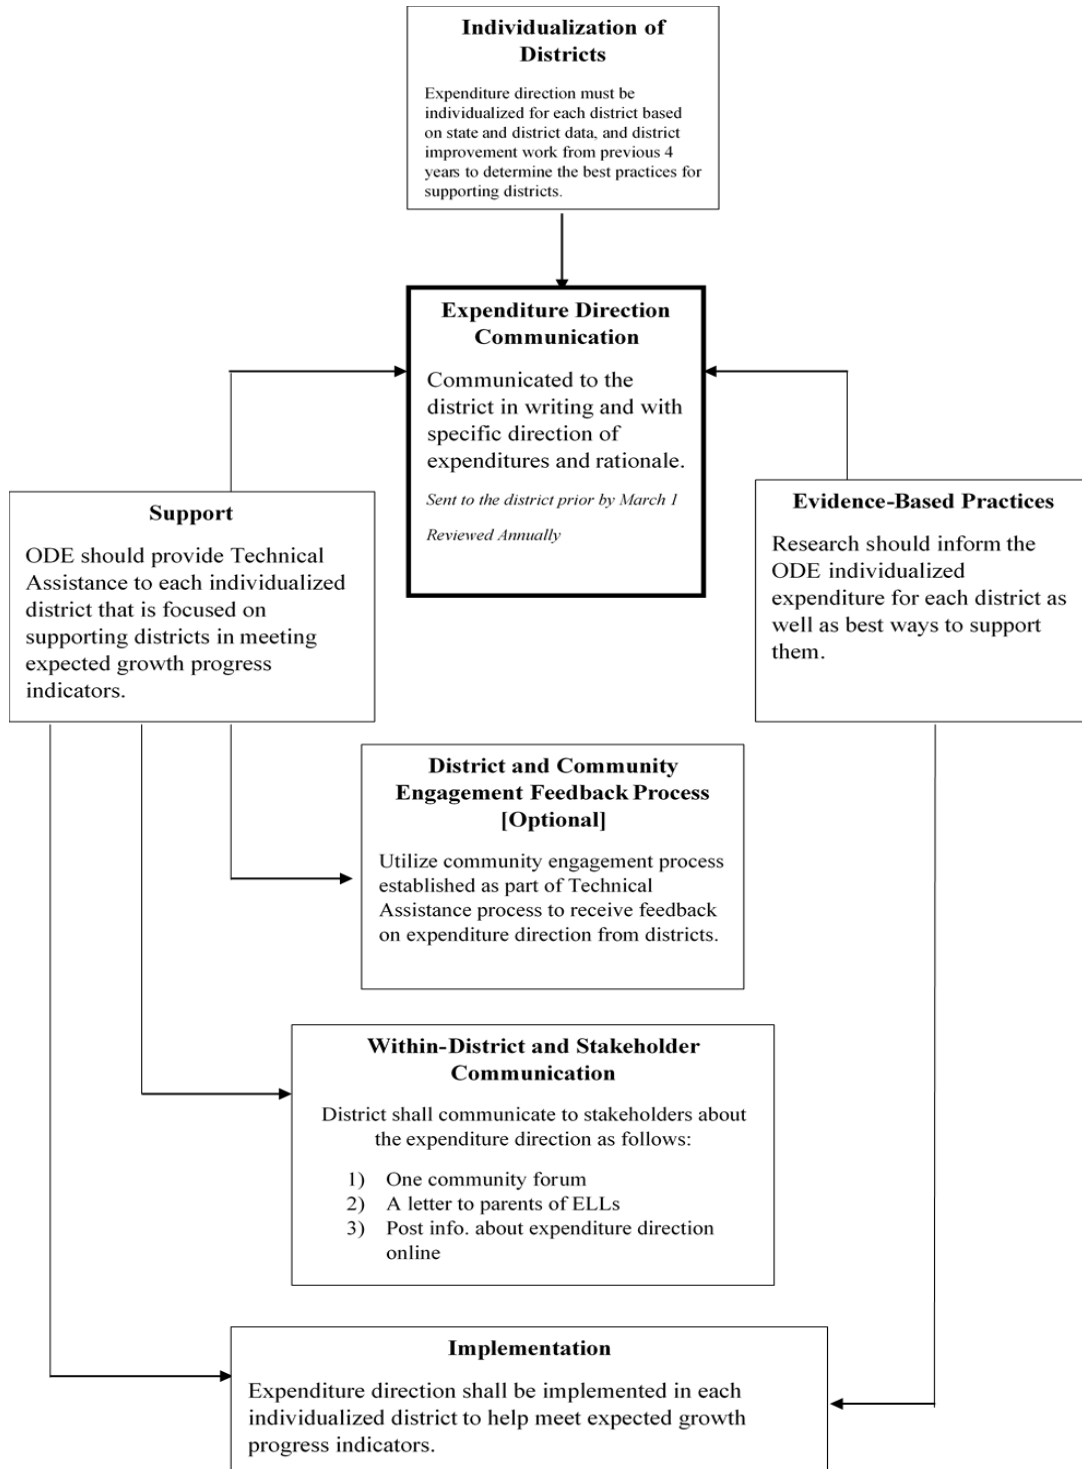 Individualization of
Districts
Expenditure direction must be
individualized for each district based
on state and district data, and district
improvement work from previous 4
years to determine the best practices for
supporting districts.
Expenditure Direction
Communication
Communicated to the
district in writing and with
specific direction of
expenditures and rationale.
Sent to the district prior by March 1
Reviewed Annually
Support
ODE should provide Technical
Assistance to each individualized
district that is focused on
supporting districts in meeting
expected growth progress
indicators.
Evidence-Based Practices
Research should inform the
ODE individualized
expenditure for each district as
well as best ways to support
them.
District and Community
Engagement Feedback Process
[Optional]
Utilize community engagement process
established as part of Technical
Assistance process to receive feedback
on expenditure direction from districts.
Within-District and Stakeholder
Communication
District shall communicate to stakeholders about
the expenditure direction as follows:
1) One community forum
2) A letter to parents of ELLs
3) Post info. about expenditure direction
online
Implementation
Expenditure direction shall be implemented in each
individualized district to help meet expected growth
progress indicators.